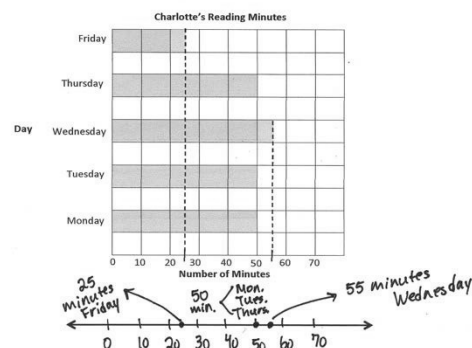 Charlotte's Reading Minutes
Friday
Thursday
Day
Wednesday
Tuesday
Monday
0 10 20 30 40 50 60 70
Number of Minutes
25
minutes
Friday
50
min.
Mon.
Tues.
Thurs.
55 minutes
Wednesday
0 10 20 30 40 50 60 70